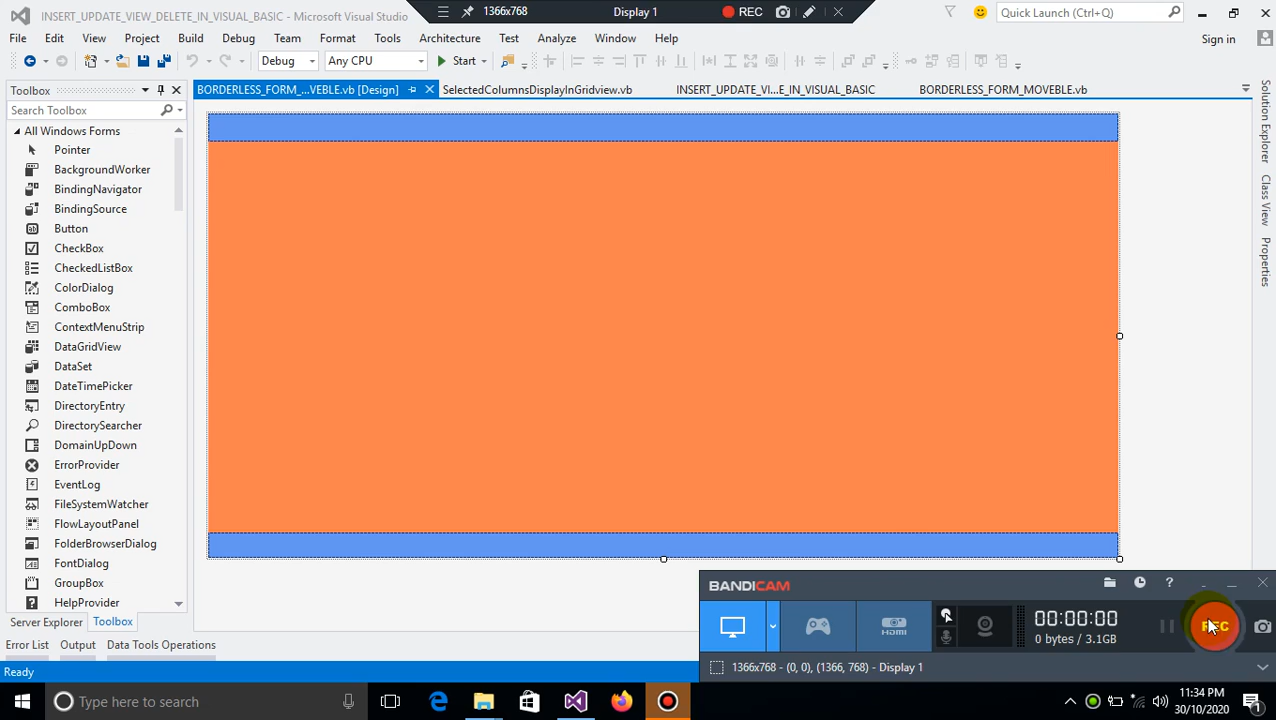 INSERT_UPDATE_VIEW_DELETE_IN_VISUAL_BASIC - Microsoft Visual Studio
1366x768
Display 1
REC
Quick Launch (Ctrl+Q)
File
Edit
View
Project
Build
Debug
Team
Format
Tools
Architecture
Test
Analyze
Window
Help
Sign in
Debug
Any CPU
Start
Toolbox
BORDERLESS_FORM_...VEBLE.vb [Design]
SelectedColumnsDisplayInGridview.vb
INSERT_UPDATE_VI...E_IN_VISUAL_BASIC
BORDERLESS_FORM_MOVEBLE.vb
Search Toolbox
All Windows Forms
Pointer
BackgroundWorker
BindingNavigator
BindingSource
Button
CheckBox
CheckedListBox
ColorDialog
ComboBox
ContextMenuStrip
DataGridView
DataSet
DateTimePicker
DirectoryEntry
DirectorySearcher
DomainUpDown
ErrorProvider
EventLog
FileSystemWatcher
FlowLayoutPanel
FolderBrowserDialog
FontDialog
GroupBox
HelpProvider
Solution Explorer
Class View
Properties
Server Explorer
Toolbox
Error List
Output
Data Tools Operations
Ready
BANDICAM
HDMI
00:00:00
0 bytes / 3.1GB
REC
1366x768 - (0, 0), (1366, 768) - Display 1
Type here to search
11:34 PM
30/10/2020
1